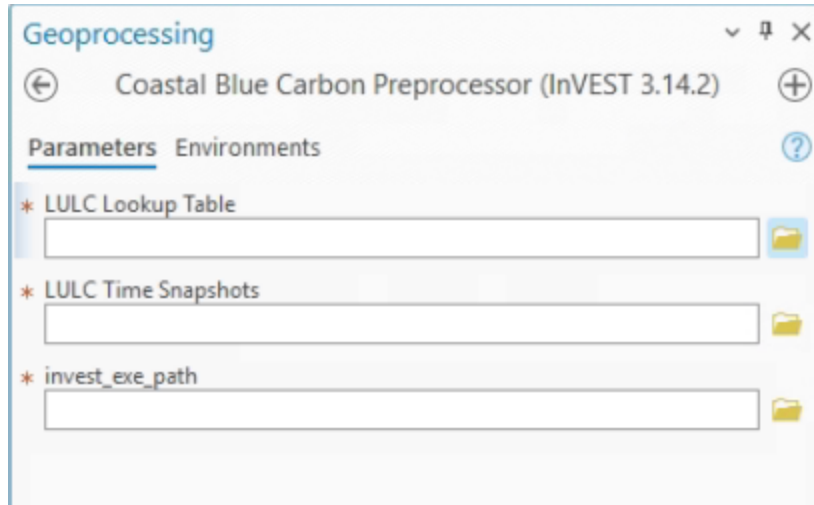 Geoprocessing
Coastal Blue Carbon Preprocessor (InVEST 3.14.2)
Parameters Environments
?
* LULC Lookup Table
* LULC Time Snapshots
* invest_exe_path